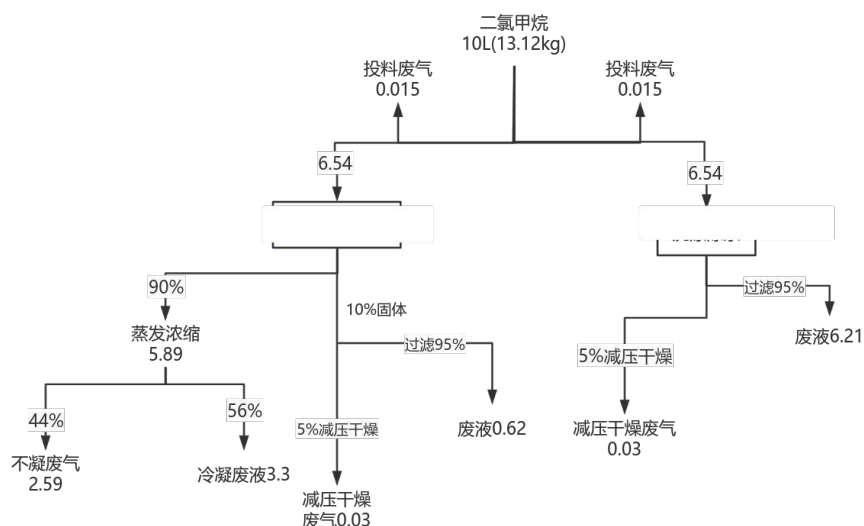 二氯甲烷
10L(13.12kg)
投料废气
0.015
投料废气
0.015
6.54
6.54
90%
10%固体
过滤95%
蒸发浓缩
5.89
过滤95%
废液6.21
5%减压干燥
44%
56%
5%减压干燥
废液0.62
减压干燥废气
0.03
不凝废气
2.59
冷凝废液3.3
减压干燥
废气0.03